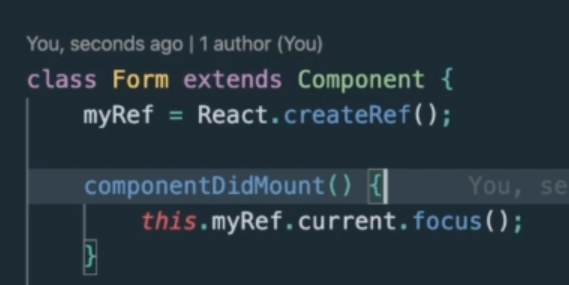 You, seconds ago | 1 author (You)
class Form extends Component {
myRef = React.createRef();
componentDidMount() { You, se
this.myRef.current.focus();
}